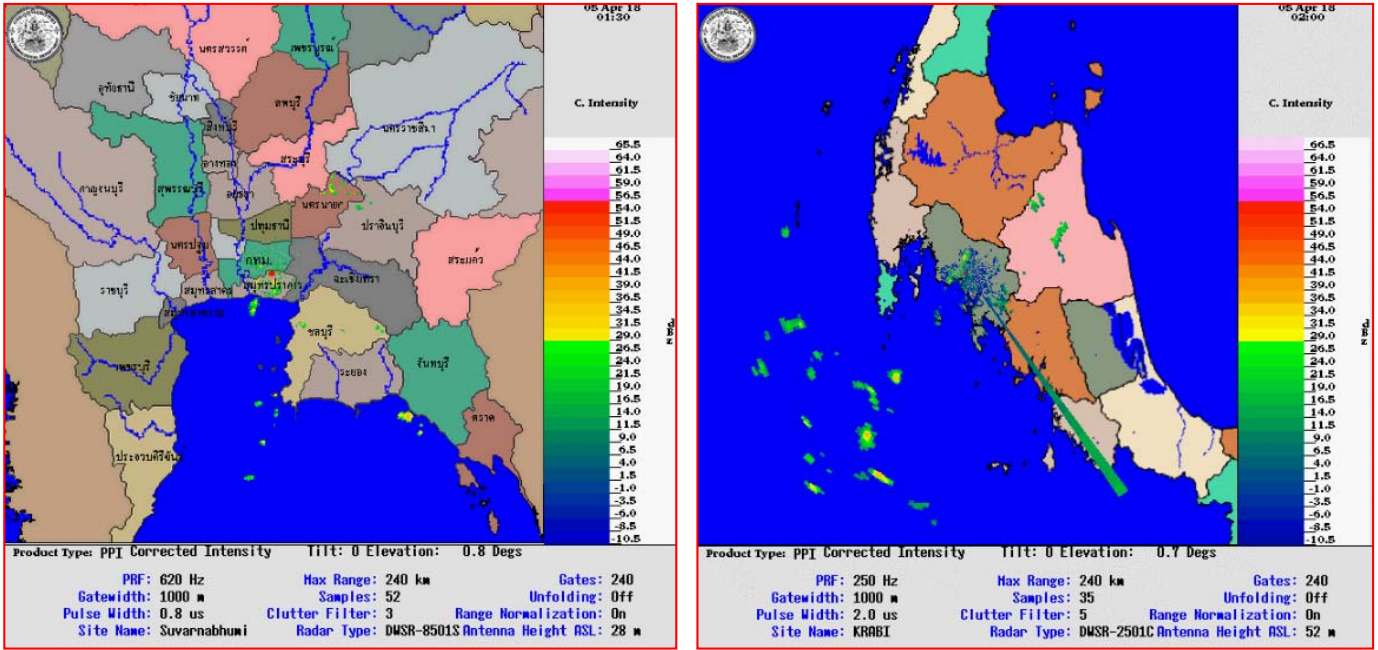 05 Apr 18
01:30
นครสวรรค์
เพชรบูรณ์
อุทัยธานี
ชัยนาท
ลพบุรี
สิงห์บุรี
นครราชสีมา
อ่างทอง
สระบุรี
กาญจนบุรี
สุพรรณบุรี
อยุธยา
นครนายก
ปทุมธานี
ปราจีนบุรี
นครปฐม
กทม.
สระแก้ว
ราชบุรี
สมุทรสาคร
สมุทรปราการ
ฉะเชิงเทรา
สมุทรสงคราม
ชลบุรี
เพชรบุรี
ระยอง
จันทบุรี
ตราด
ประจวบคีรีขันธ์
C. Intensity
65.5
64.0
61.5
59.0
56.5
54.0
51.5
49.0
46.5
44.0
41.5
39.0
36.5
34.0
31.5
29.0
26.5
24.0
21.5
19.0
16.5
14.0
11.5
9.0
6.5
4.0
1.5
-1.0
-3.5
-6.0
-8.5
-10.5
Product Type: PPI Corrected Intensity Tilt: 0 Elevation: 0.8 Degs
PRF: 620 Hz Max Range: 240 km Gates: 240
Gatewidth: 1000 m Samples: 52 Unfolding: Off
Pulse Width: 0.8 us Clutter Filter: 3 Range Normalization: On
Site Name: Suvarnabhumi Radar Type: DWSR-8501S Antenna Height ASL: 28 m
05 Apr 18
02:00
C. Intensity
66.5
64.0
61.5
59.0
56.5
54.0
51.5
49.0
46.5
44.0
41.5
39.0
36.5
34.0
31.5
29.0
26.5
24.0
21.5
19.0
16.5
14.0
11.5
9.0
6.5
4.0
1.5
-1.0
-3.5
-6.0
-8.5
-10.5
Product Type: PPI Corrected Intensity Tilt: 0 Elevation: 0.7 Degs
PRF: 250 Hz Max Range: 240 km Gates: 240
Gatewidth: 1000 m Samples: 35 Unfolding: Off
Pulse Width: 2.0 us Clutter Filter: 5 Range Normalization: On
Site Name: KRABI Radar Type: DWSR-2501C Antenna Height ASL: 52 m